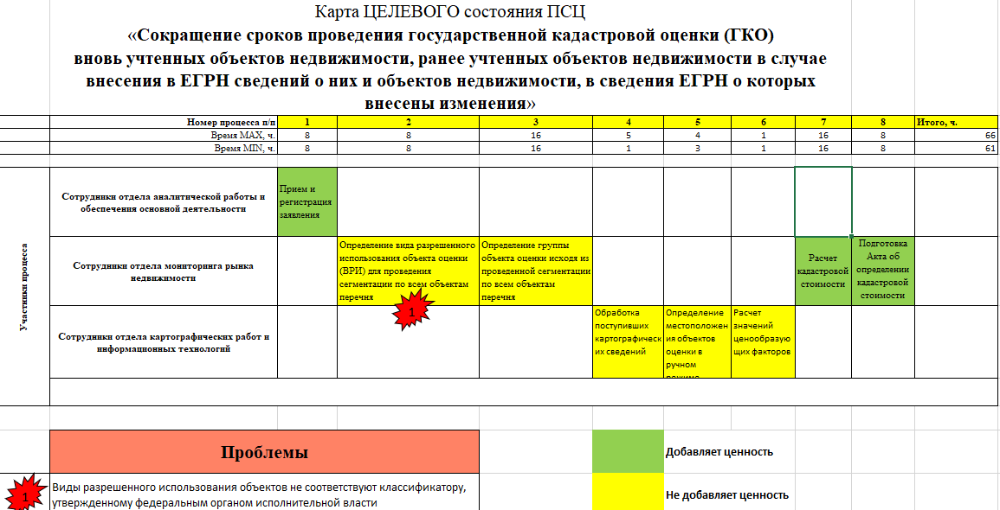 Карта ЦЕЛЕВОГО состояния ПСЦ
«Сокращение сроков проведения государственной кадастровой оценки (ГКО)
вновь учтенных объектов недвижимости, ранее учтенных объектов недвижимости в случае
внесения в ЕГРН сведений о них и объектов недвижимости, в сведения ЕГРН о которых
внесены изменения»
Номер процесса п/п 1 2 3 4 5 6 7 8 Итого, ч.
Время MAX, ч. 8 8 16 5 4 1 16 8 66
Время MIN, ч. 8 8 16 1 3 1 16 8 61
Участники процесса
Сотрудники отдела аналитической работы и
обеспечения основной деятельности
Прием и
регистрация
заявления
Сотрудники отдела мониторинга рынка
недвижимости
Определение вида разрешенного
использования объекта оценки
(ВРИ) для проведения
сегментации по всем объектам
перечня
1
Определение группы
объекта оценки исходя из
проведенной сегментации
по всем объектам
перечня
Расчет
кадастровой
стоимости
Подготовка
Акта об
определении
кадастровой
стоимости
Сотрудники отдела картографических работ и
информационных технологий
Обработка
поступивших
картографическ
их сведений
Определение
местоположен
ия объектов
оценки в
ручном
режиме
Расчет
значений
ценообразую
щих факторов
Проблемы
Добавляет ценность
1
Виды разрешенного использования объектов не соответствуют классификатору,
утвержденному федеральным органом исполнительной власти
Не добавляет ценность